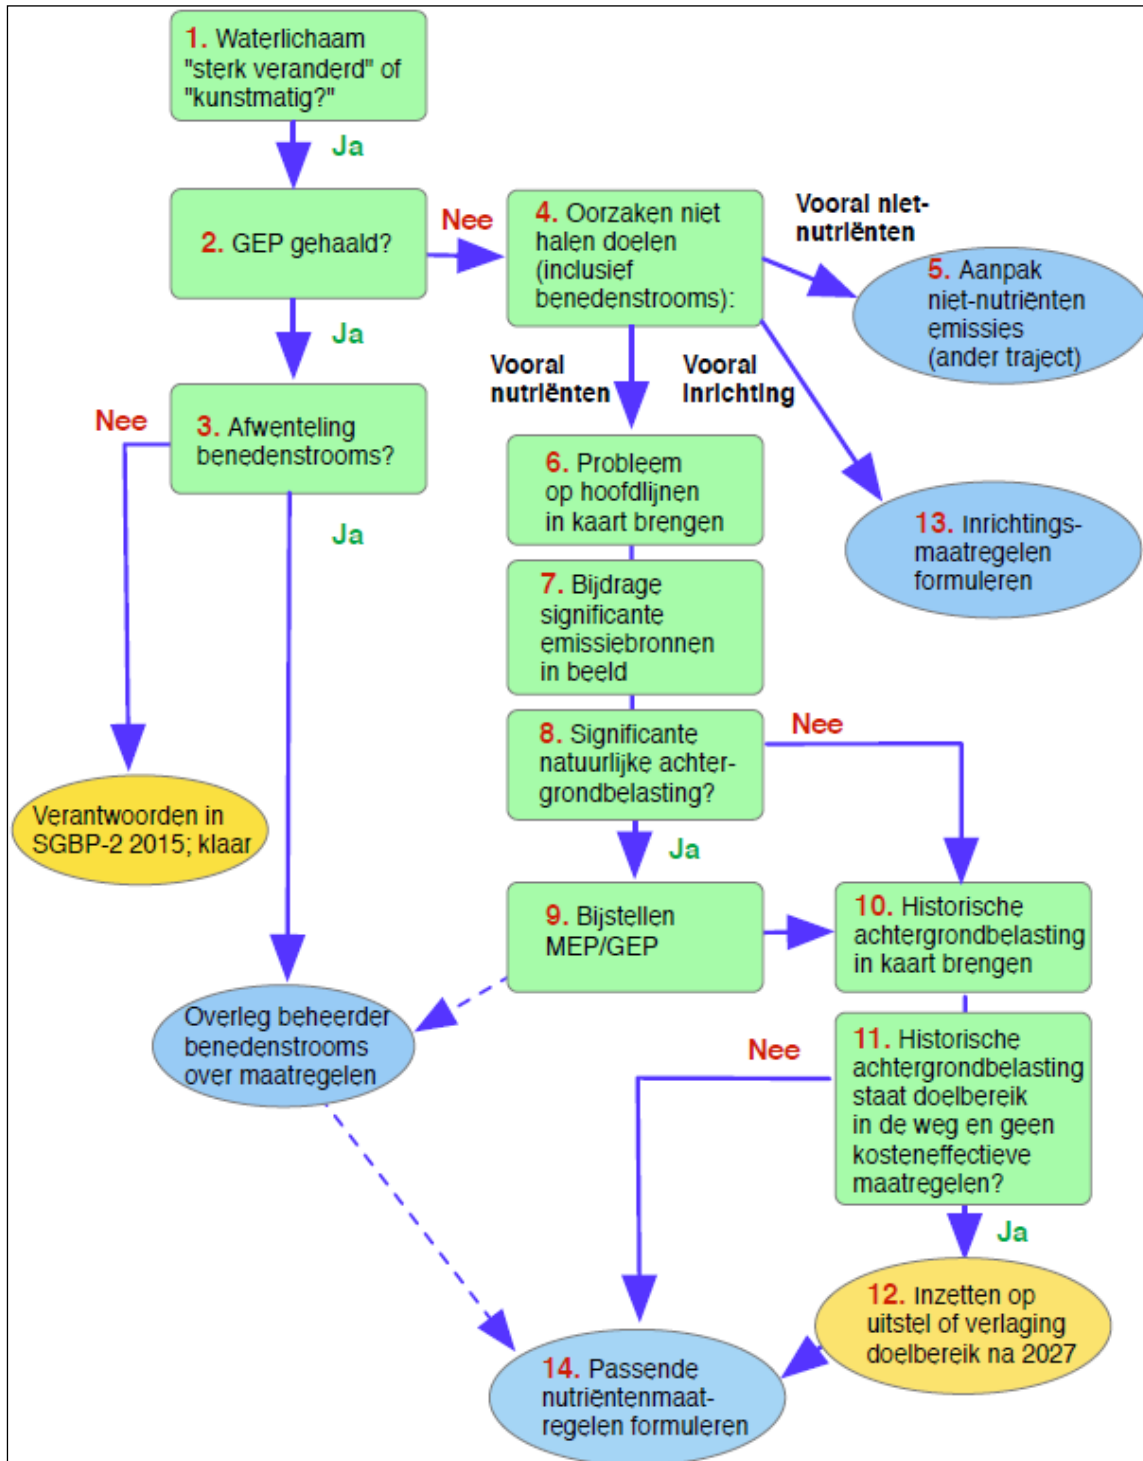 1. Waterlichaam
"sterk veranderd" of
"kunstmatig?"
Ja
2. GEP gehaald?
Nee
4. Oorzaken niet
halen doelen
(inclusief
benedenstrooms):
Vooral niet-
nutriënten
5. Aanpak
niet-nutriënten
emissies
(ander traject)
Ja
Vooral
nutriënten
Vooral
inrichting
Nee
3. Afwenteling
benedenstrooms?
Ja
6. Probleem
op hoofdlijnen
in kaart brengen
13. Inrichtings-
maatregelen
formuleren
7. Bijdrage
significante
emissiebronnen
in beeld
8. Significante
natuurlijke achter-
grondbelasting?
Nee
Verantwoorden in
SGBP-2 2015; klaar
Ja
9. Bijstellen
MEP/GEP
10. Historische
achtergrondbelasting
in kaart brengen
Overleg beheerder
benedenstrooms
over maatregelen
Nee
11. Historische
achtergrondbelasting
staat doelbereik
in de weg en geen
kosteneffectieve
maatregelen?
Ja
12. Inzetten op
uitstel of verlaging
doelbereik na 2027
14. Passende
nutriëntenmaat-
regelen formuleren